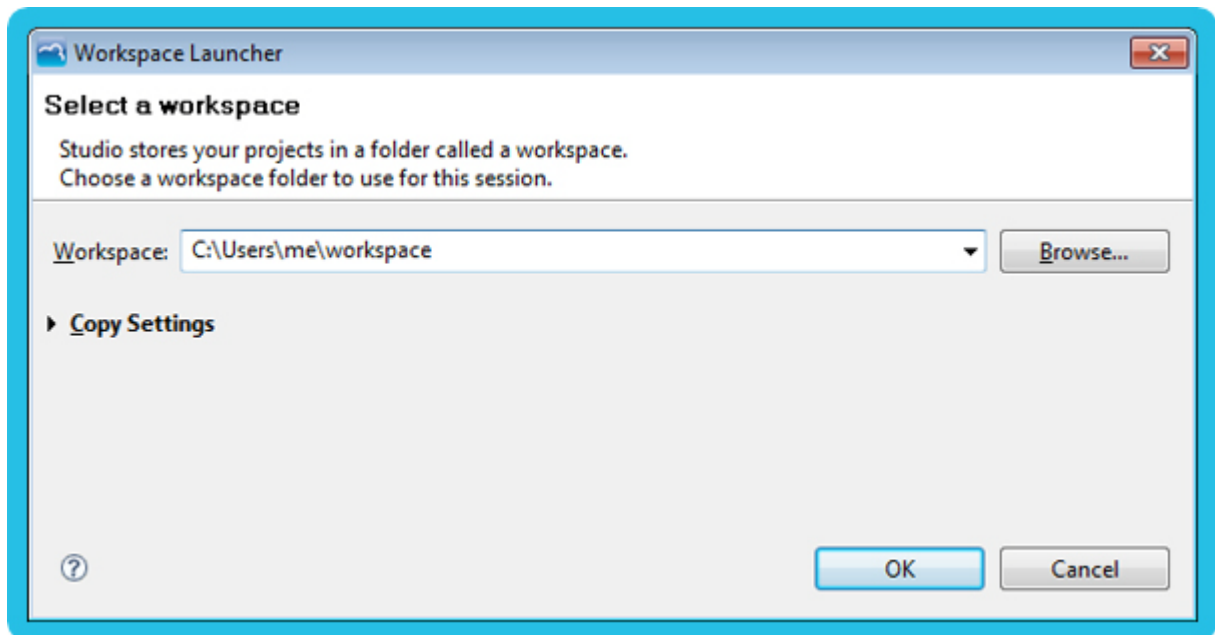 Workspace Launcher
Select a workspace
Studio stores your projects in a folder called a workspace.
Choose a workspace folder to use for this session.
Workspace: C:\Users\me\workspace Browse...
Copy Settings
? OK Cancel